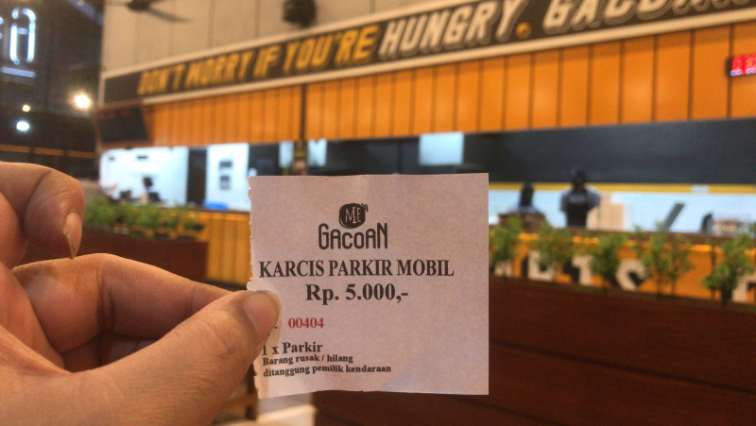 DON'T WORRY IF YOU'RE HUNGRY, GACOAN
MIE
GACOAN
KARCIS PARKIR MOBIL
Rp. 5.000,-
00404
1 x Parkir
Barang rusak / hilang
ditanggung pemilik kendaraan